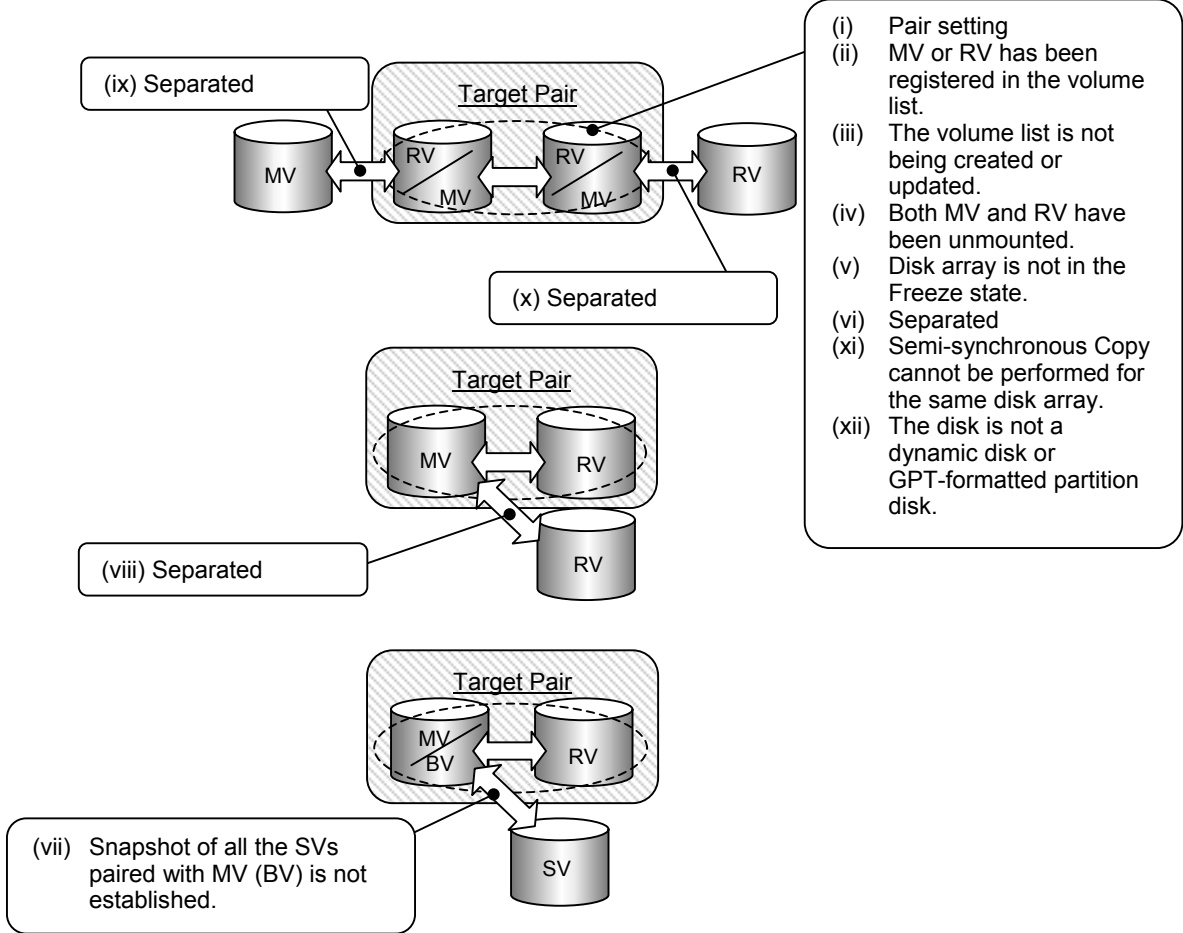 (ix) Separated
Target Pair
MV
RV
MV
RV
MV
RV
(x) Separated
(i) Pair setting
(ii) MV or RV has been
registered in the volume
list.
(iii) The volume list is not
being created or
updated.
(iv) Both MV and RV have
been unmounted.
(v) Disk array is not in the
Freeze state.
(vi) Separated
(xi) Semi-synchronous Copy
cannot be performed for
the same disk array.
(xii) The disk is not a
dynamic disk or
GPT-formatted partition
disk.
Target Pair
MV
RV
(viii) Separated
RV
Target Pair
MV
BV
RV
(vii) Snapshot of all the SVs
paired with MV (BV) is not
established.
SV